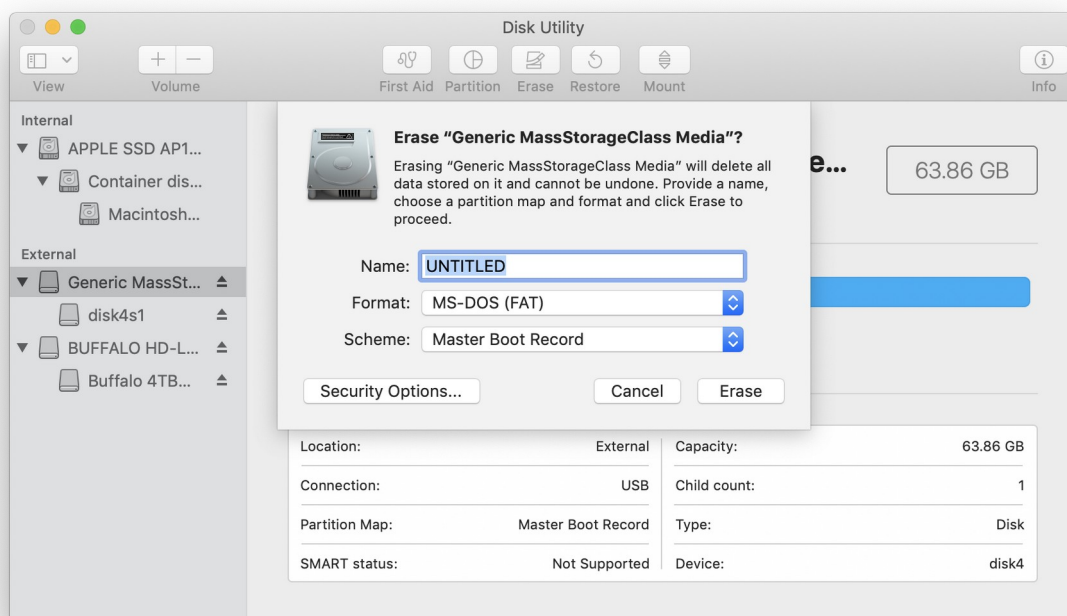 Disk Utility
View
Volume
First Aid
Partition
Erase
Restore
Mount
Info
Internal
APPLE SSD AP1...
Container dis...
Macintosh...
External
Generic MassSt...
disk4s1
BUFFALO HD-L...
Buffalo 4TB...
e...
63.86 GB
Erase “Generic MassStorageClass Media”?
Erasing “Generic MassStorageClass Media” will delete all
data stored on it and cannot be undone. Provide a name,
choose a partition map and format and click Erase to
proceed.
Name: UNTITLED
Format: MS-DOS (FAT)
Scheme: Master Boot Record
Security Options...
Cancel
Erase
Location: External
Capacity: 63.86 GB
Connection: USB
Child count: 1
Partition Map: Master Boot Record
Type: Disk
SMART status: Not Supported
Device: disk4